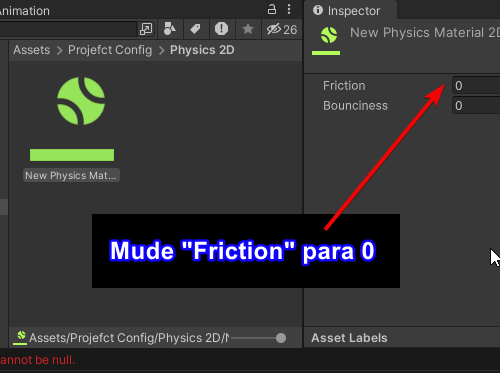 Animation
26
Assets > Projefct Config > Physics 2D
New Physics Mat...
Assets/Projefct Config/Physics 2D/N
annot be null.
Inspector
New Physics Material 2D
Friction 0
Bounciness 0
Mude "Friction" para 0
Asset Labels